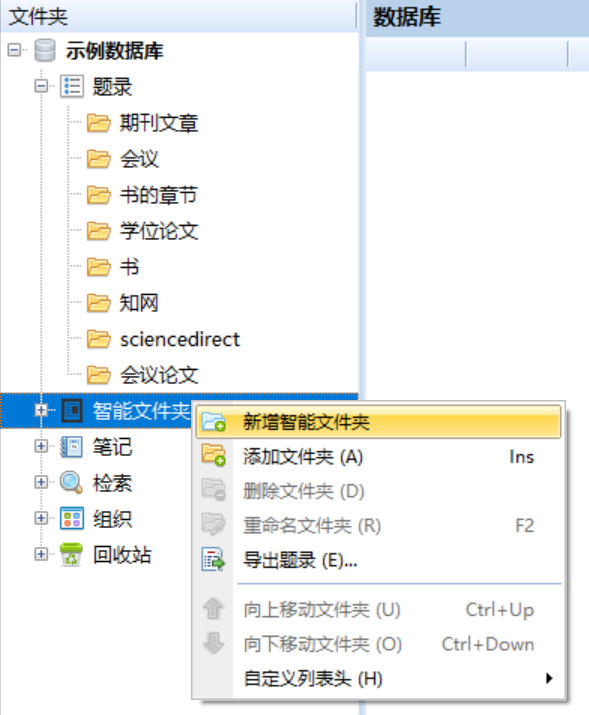 文件夹
数据库
示例数据库
题录
期刊文章
会议
书的章节
学位论文
书
知网
sciencedirect
会议论文
智能文件夹
笔记
检索
组织
回收站
新增智能文件夹
添加文件夹 (A) Ins
删除文件夹 (D)
重命名文件夹 (R) F2
导出题录 (E)...
向上移动文件夹 (U) Ctrl+Up
向下移动文件夹 (O) Ctrl+Down
自定义列表头 (H)